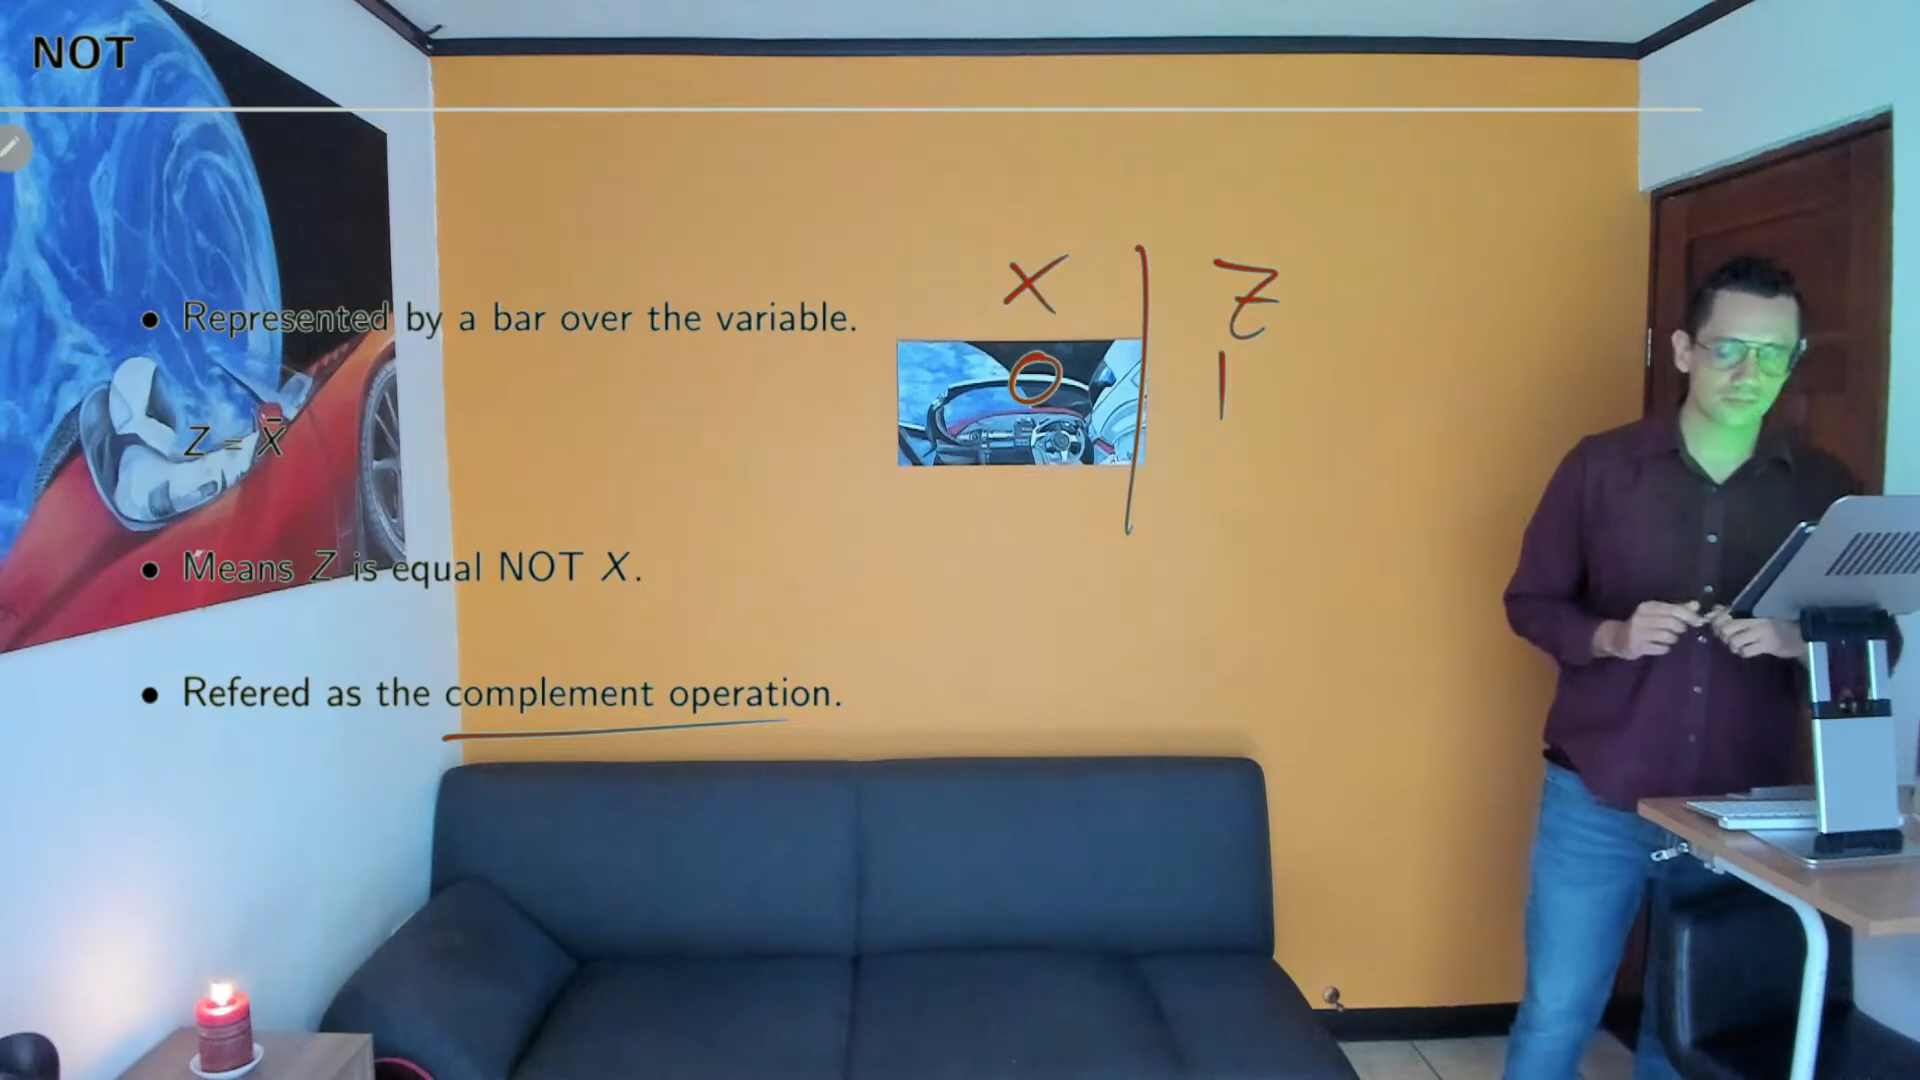 NOT
• Represented by a bar over the variable.
Z = X̄
• Means Z is equal NOT X.
• Refered as the complement operation.
X | Z
0 | 1